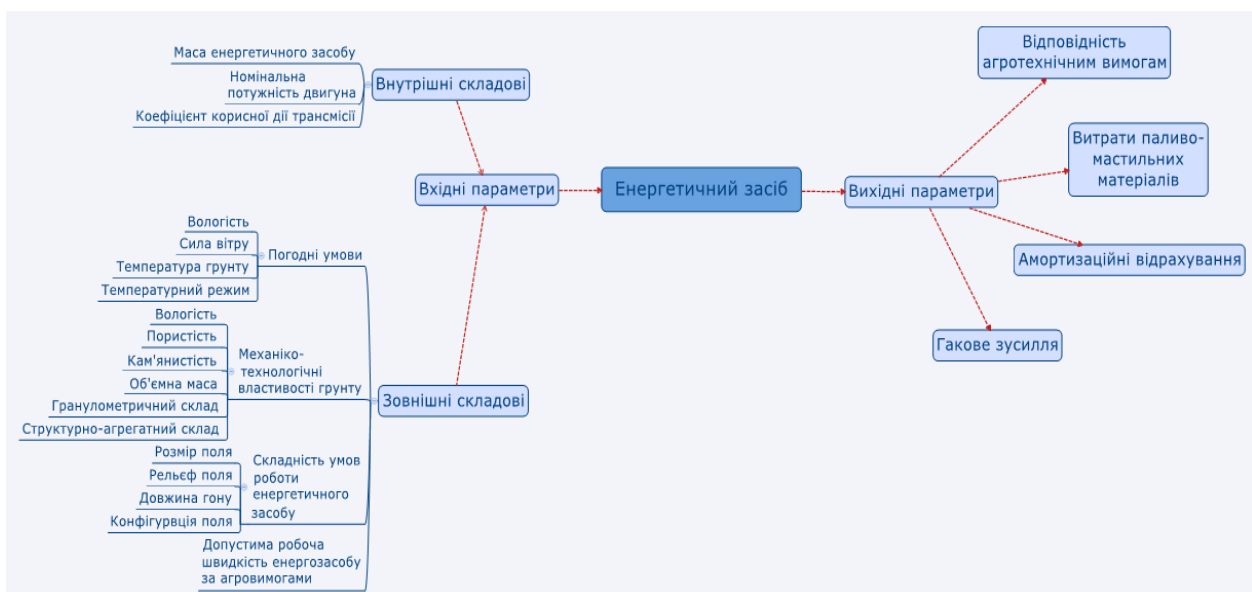 Маса енергетичного засобу
Номінальна
потужність двигуна
Коефіцієнт корисної дії трансмісії
Внутрішні складові
Вхідні параметри
Енергетичний засіб
Вихідні параметри
Відповідність
агротехнічним вимогам
Витрати паливо-
мастильних
матеріалів
Амортизаційні відрахування
Гакове зусилля
Вологість
Сила вітру
Температура грунту
Температурний режим
Погодні умови
Вологість
Пористість
Кам'янистість
Об'ємна маса
Гранулометричний склад
Структурно-агрегатний склад
Механіко-
технологічні
властивості грунту
Зовнішні складові
Розмір поля
Рельєф поля
Довжина гону
Конфігурвція поля
Складність умов
роботи
енергетичного
засобу
Допустима робоча
швидкість енергозасобу
за агровимогами